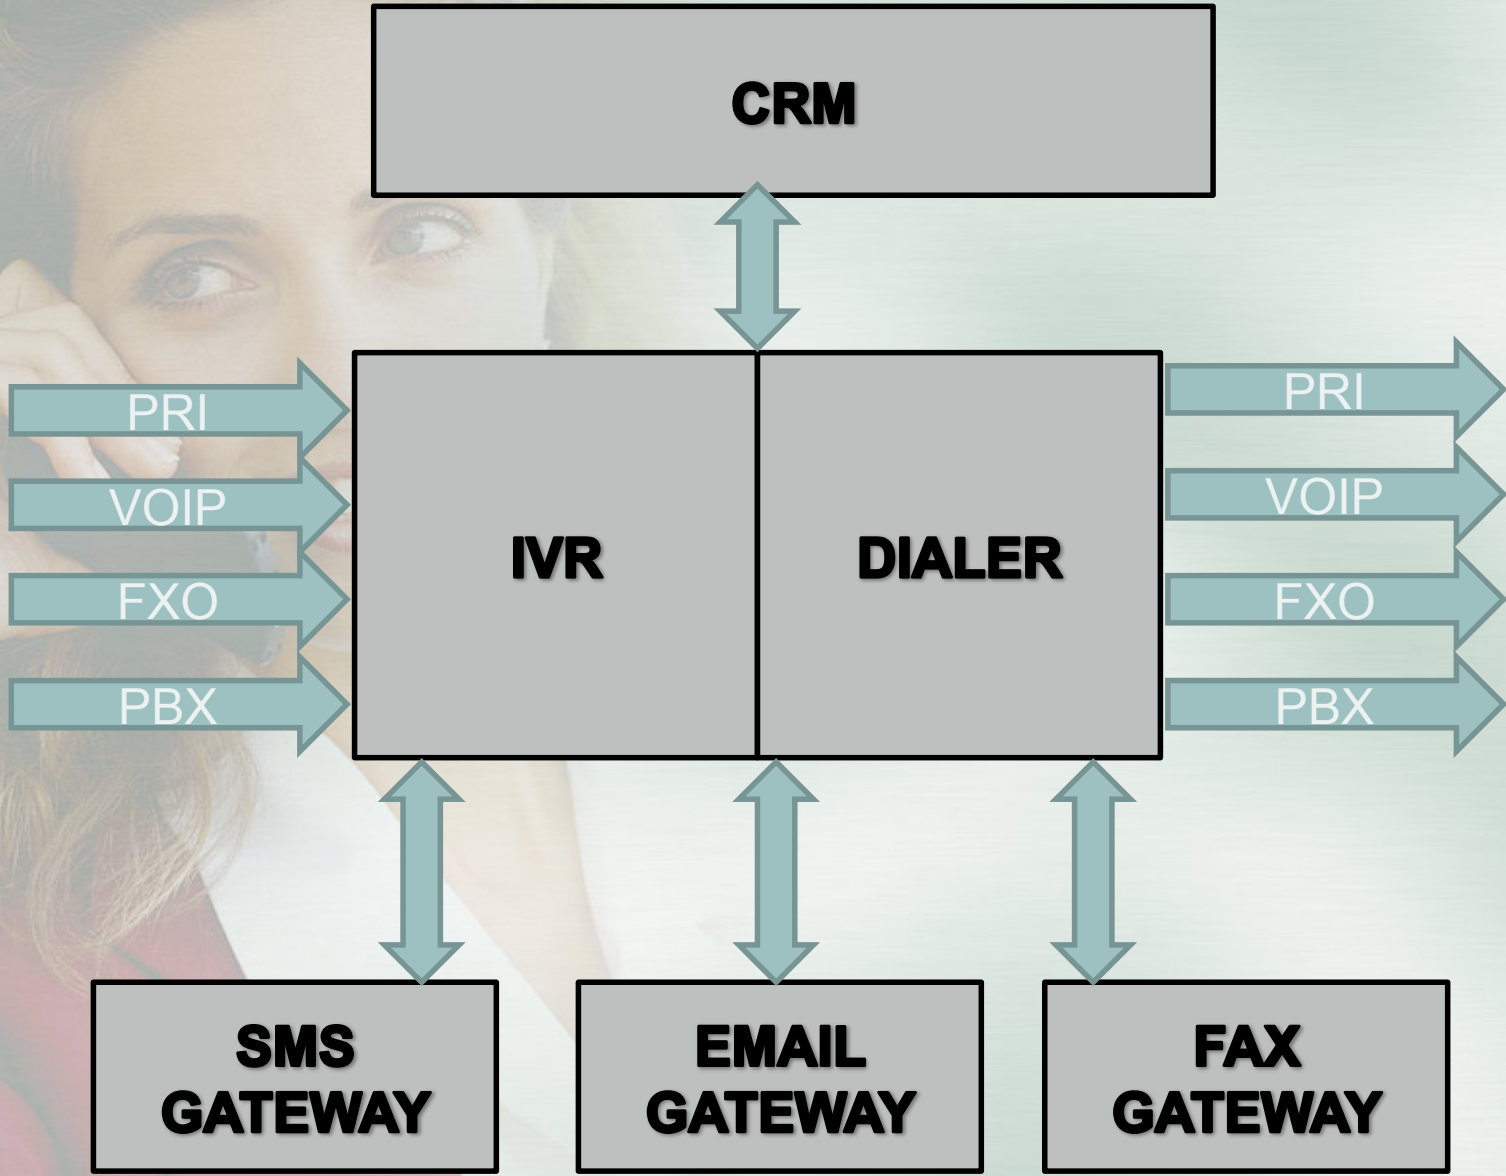 CRM
PRI
VOIP
FXO
PBX
IVR
DIALER
PRI
VOIP
FXO
PBX
SMS
GATEWAY
EMAIL
GATEWAY
FAX
GATEWAY